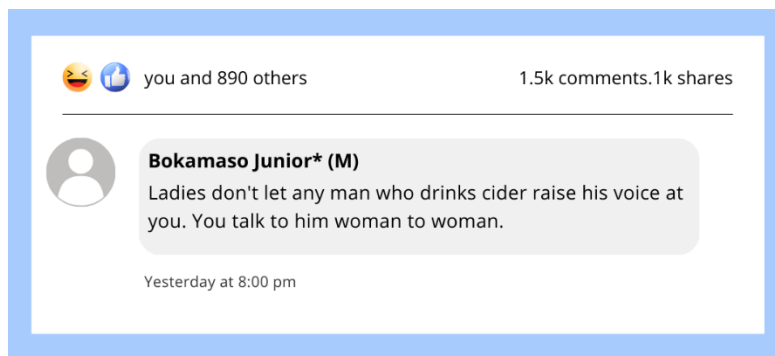 you and 890 others 1.5k comments.1k shares
Bokamaso Junior* (M)
Ladies don't let any man who drinks cider raise his voice at
you. You talk to him woman to woman.
Yesterday at 8:00 pm